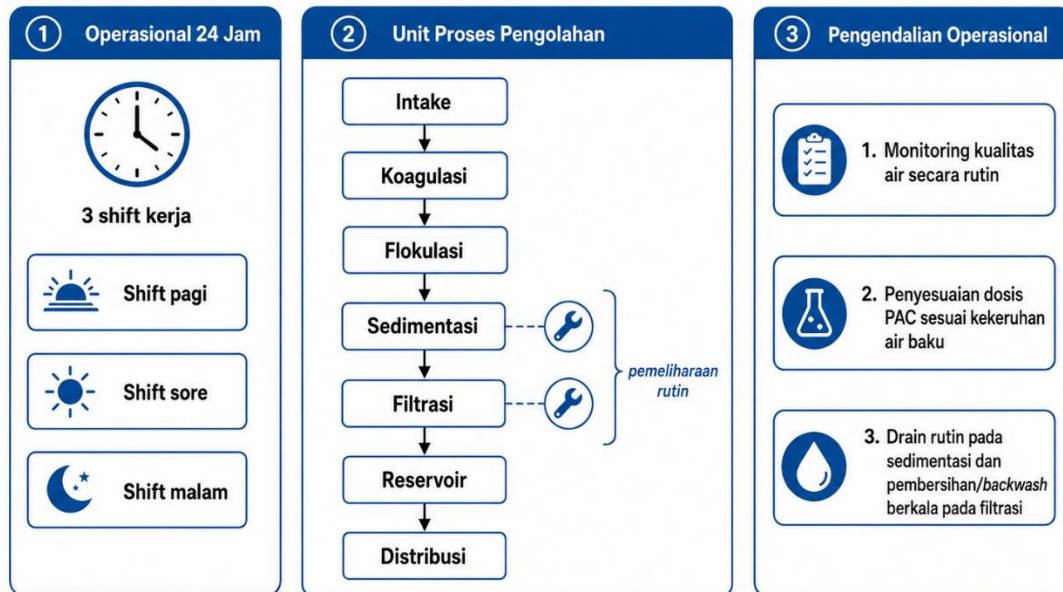 1 Operasional 24 Jam
3 shift kerja
Shift pagi
Shift sore
Shift malam
2 Unit Proses Pengolahan
Intake
Koagulasi
Flokulasi
Sedimentasi
Filtrasi
pemeliharaan
rutin
Reservoir
Distribusi
3 Pengendalian Operasional
1. Monitoring kualitas
air secara rutin
2. Penyesuaian dosis
PAC sesuai kekeruhan
air baku
3. Drain rutin pada
sedimentasi dan
pembersihan/backwash
berkala pada filtrasi